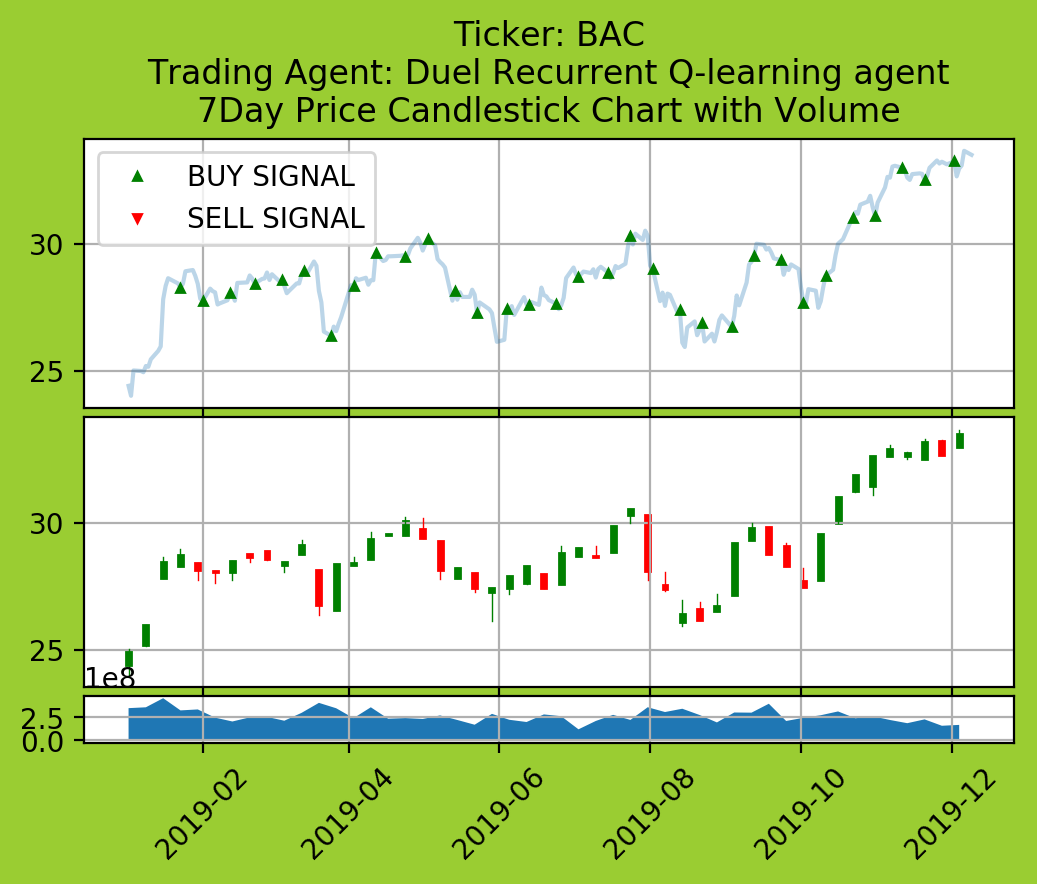 Ticker: BAC
Trading Agent: Duel Recurrent Q-learning agent
7Day Price Candlestick Chart with Volume
BUY SIGNAL
SELL SIGNAL
30
25
30
25
1e8
2.5
0.0
2019-02
2019-04
2019-06
2019-08
2019-10
2019-12